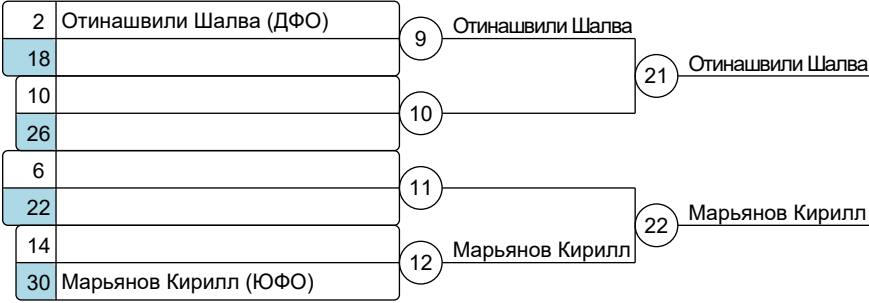 2 Отинашвили Шалва (ДФО)
9 Отинашвили Шалва
18
21 Отинашвили Шалва
10
10
26
6
11
22
22 Марьянов Кирилл
14
12 Марьянов Кирилл
30 Марьянов Кирилл (ЮФО)